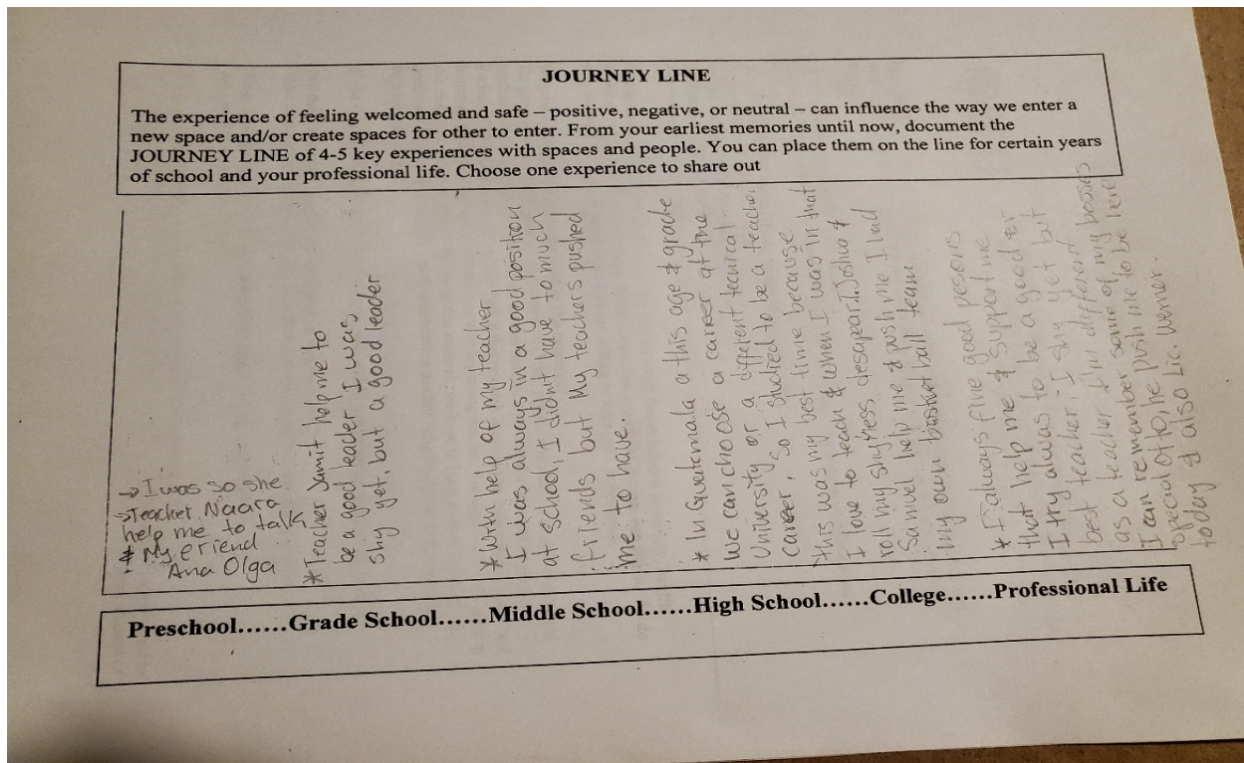 JOURNEY LINE
The experience of feeling welcomed and safe – positive, negative, or neutral – can influence the way we enter a
new space and/or create spaces for other to enter. From your earliest memories until now, document the
JOURNEY LINE of 4-5 key experiences with spaces and people. You can place them on the line for certain years
of school and your professional life. Choose one experience to share out
→ I was so she
→ Teacher Naara
help me to talk
& My Friend
Ana Olga
* Teacher Jamit help me to
be a good leader I was
shy yet, but a good leader
* With help of my teacher
I was always in a good position
at school, I didn't have to much
friends but My teachers pushed
me to have.
* In Guatemala a this age & grade
We can choose a career at the
University or a different tecnical
career, so I studied to be a teacher
this was my best time because
I love to teach & when I was in that
roll my shyness desapear. Joshua &
Samuel help me & push me I had
my own basket ball team
* I always fine good pesons
that help me & support me
I try always to be a good or
best teacher, I shy yet but
as a teacher I'm different
I can remember some of my bosses
special Otto, he push me to be here
today & also Lic. Werner.
Preschool......Grade School......Middle School......High School......College......Professional Life